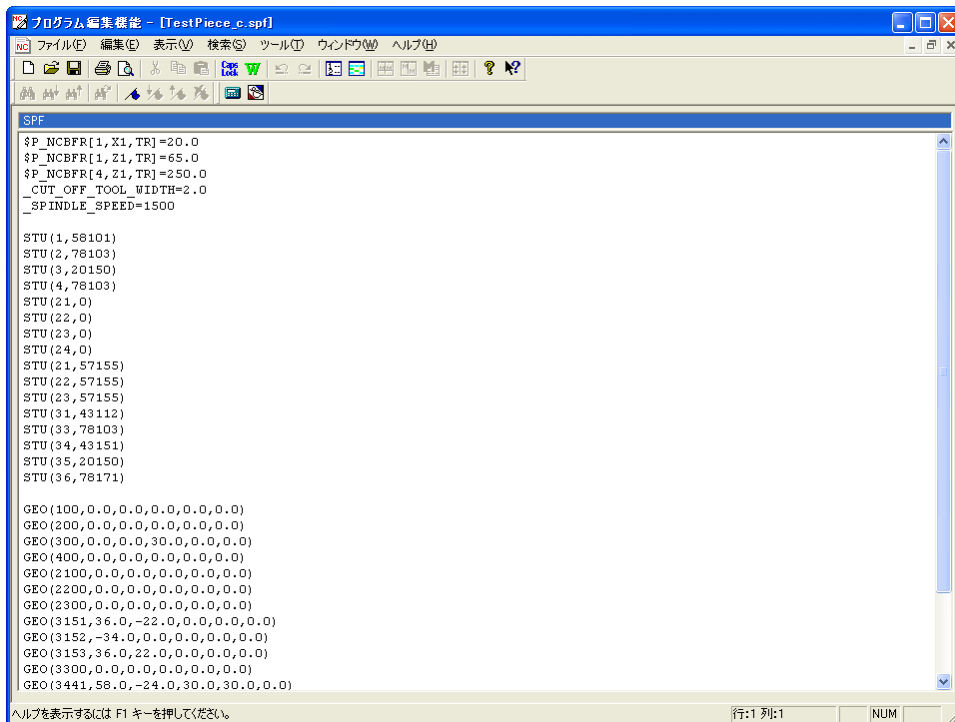 プログラム編集機能 - [TestPiece_c.spf]
ファイル(F) 編集(E) 表示(V) 検索(S) ツール(T) ウィンドウ(W) ヘルプ(H)
SPF
$P_NCBFR[1,X1,TR]=20.0
$P_NCBFR[1,Z1,TR]=65.0
$P_NCBFR[4,Z1,TR]=250.0
_CUT_OFF_TOOL_WIDTH=2.0
_SPINDLE_SPEED=1500
STU(1,58101)
STU(2,78103)
STU(3,20150)
STU(4,78103)
STU(21,0)
STU(22,0)
STU(23,0)
STU(24,0)
STU(21,57155)
STU(22,57155)
STU(23,57155)
STU(31,43112)
STU(33,78103)
STU(34,43151)
STU(35,20150)
STU(36,78171)
GEO(100,0.0,0.0,0.0,0.0,0.0)
GEO(200,0.0,0.0,0.0,0.0,0.0)
GEO(300,0.0,0.0,30.0,0.0,0.0)
GEO(400,0.0,0.0,0.0,0.0,0.0)
GEO(2100,0.0,0.0,0.0,0.0,0.0)
GEO(2200,0.0,0.0,0.0,0.0,0.0)
GEO(2300,0.0,0.0,0.0,0.0,0.0)
GEO(3151,36.0,-22.0,0.0,0.0,0.0)
GEO(3152,-34.0,0.0,0.0,0.0,0.0)
GEO(3153,36.0,22.0,0.0,0.0,0.0)
GEO(3300,0.0,0.0,0.0,0.0,0.0)
GEO(3441,58.0,-24.0,30.0,30.0,0.0)
ヘルプを表示するには F1 キーを押してください。 行:1 列:1 NUM